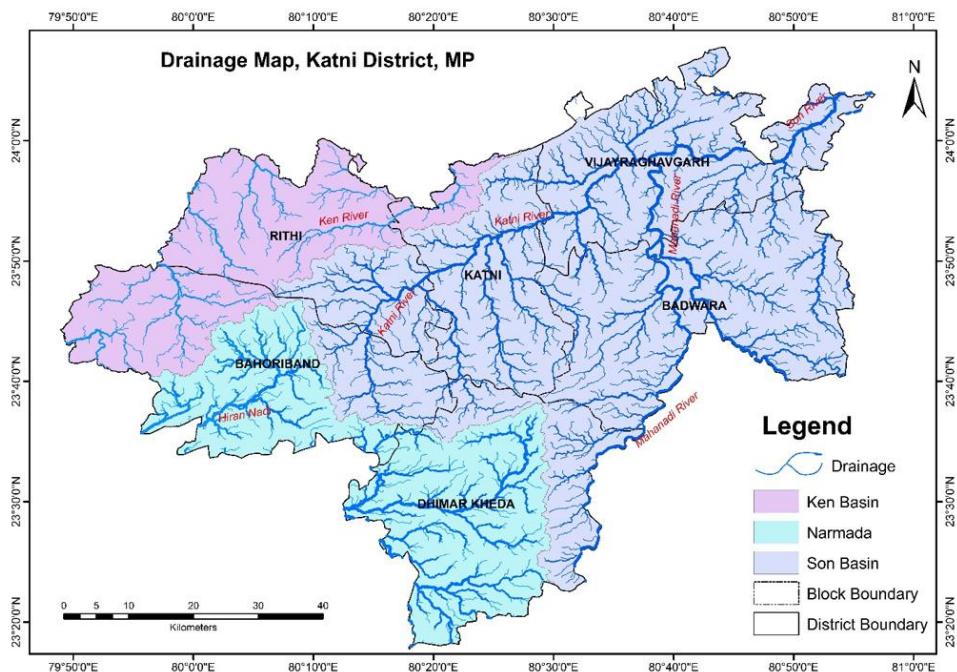 79°50'0"E 80°0'0"E 80°10'0"E 80°20'0"E 80°30'0"E 80°40'0"E 80°50'0"E 81°0'0"E
Drainage Map, Katni District, MP
N
Son River
24°0'0"N 24°0'0"N
VIJAYRAGHAVGARH
Ken River
Katni River
Mahanadi River
RITHI
23°50'0"N 23°50'0"N
KATNI
Katni River
BADWARA
BAHORIBAND
23°40'0"N 23°40'0"N
Hiran Nadi
Mahanadi River
Legend
Drainage
DHIMAR KHEDA
23°30'0"N 23°30'0"N
Ken Basin
Narmada
Son Basin
Block Boundary
District Boundary
0 5 10 20 30 40
Kilometers
23°20'0"N 23°20'0"N
79°50'0"E 80°0'0"E 80°10'0"E 80°20'0"E 80°30'0"E 80°40'0"E 80°50'0"E 81°0'0"E